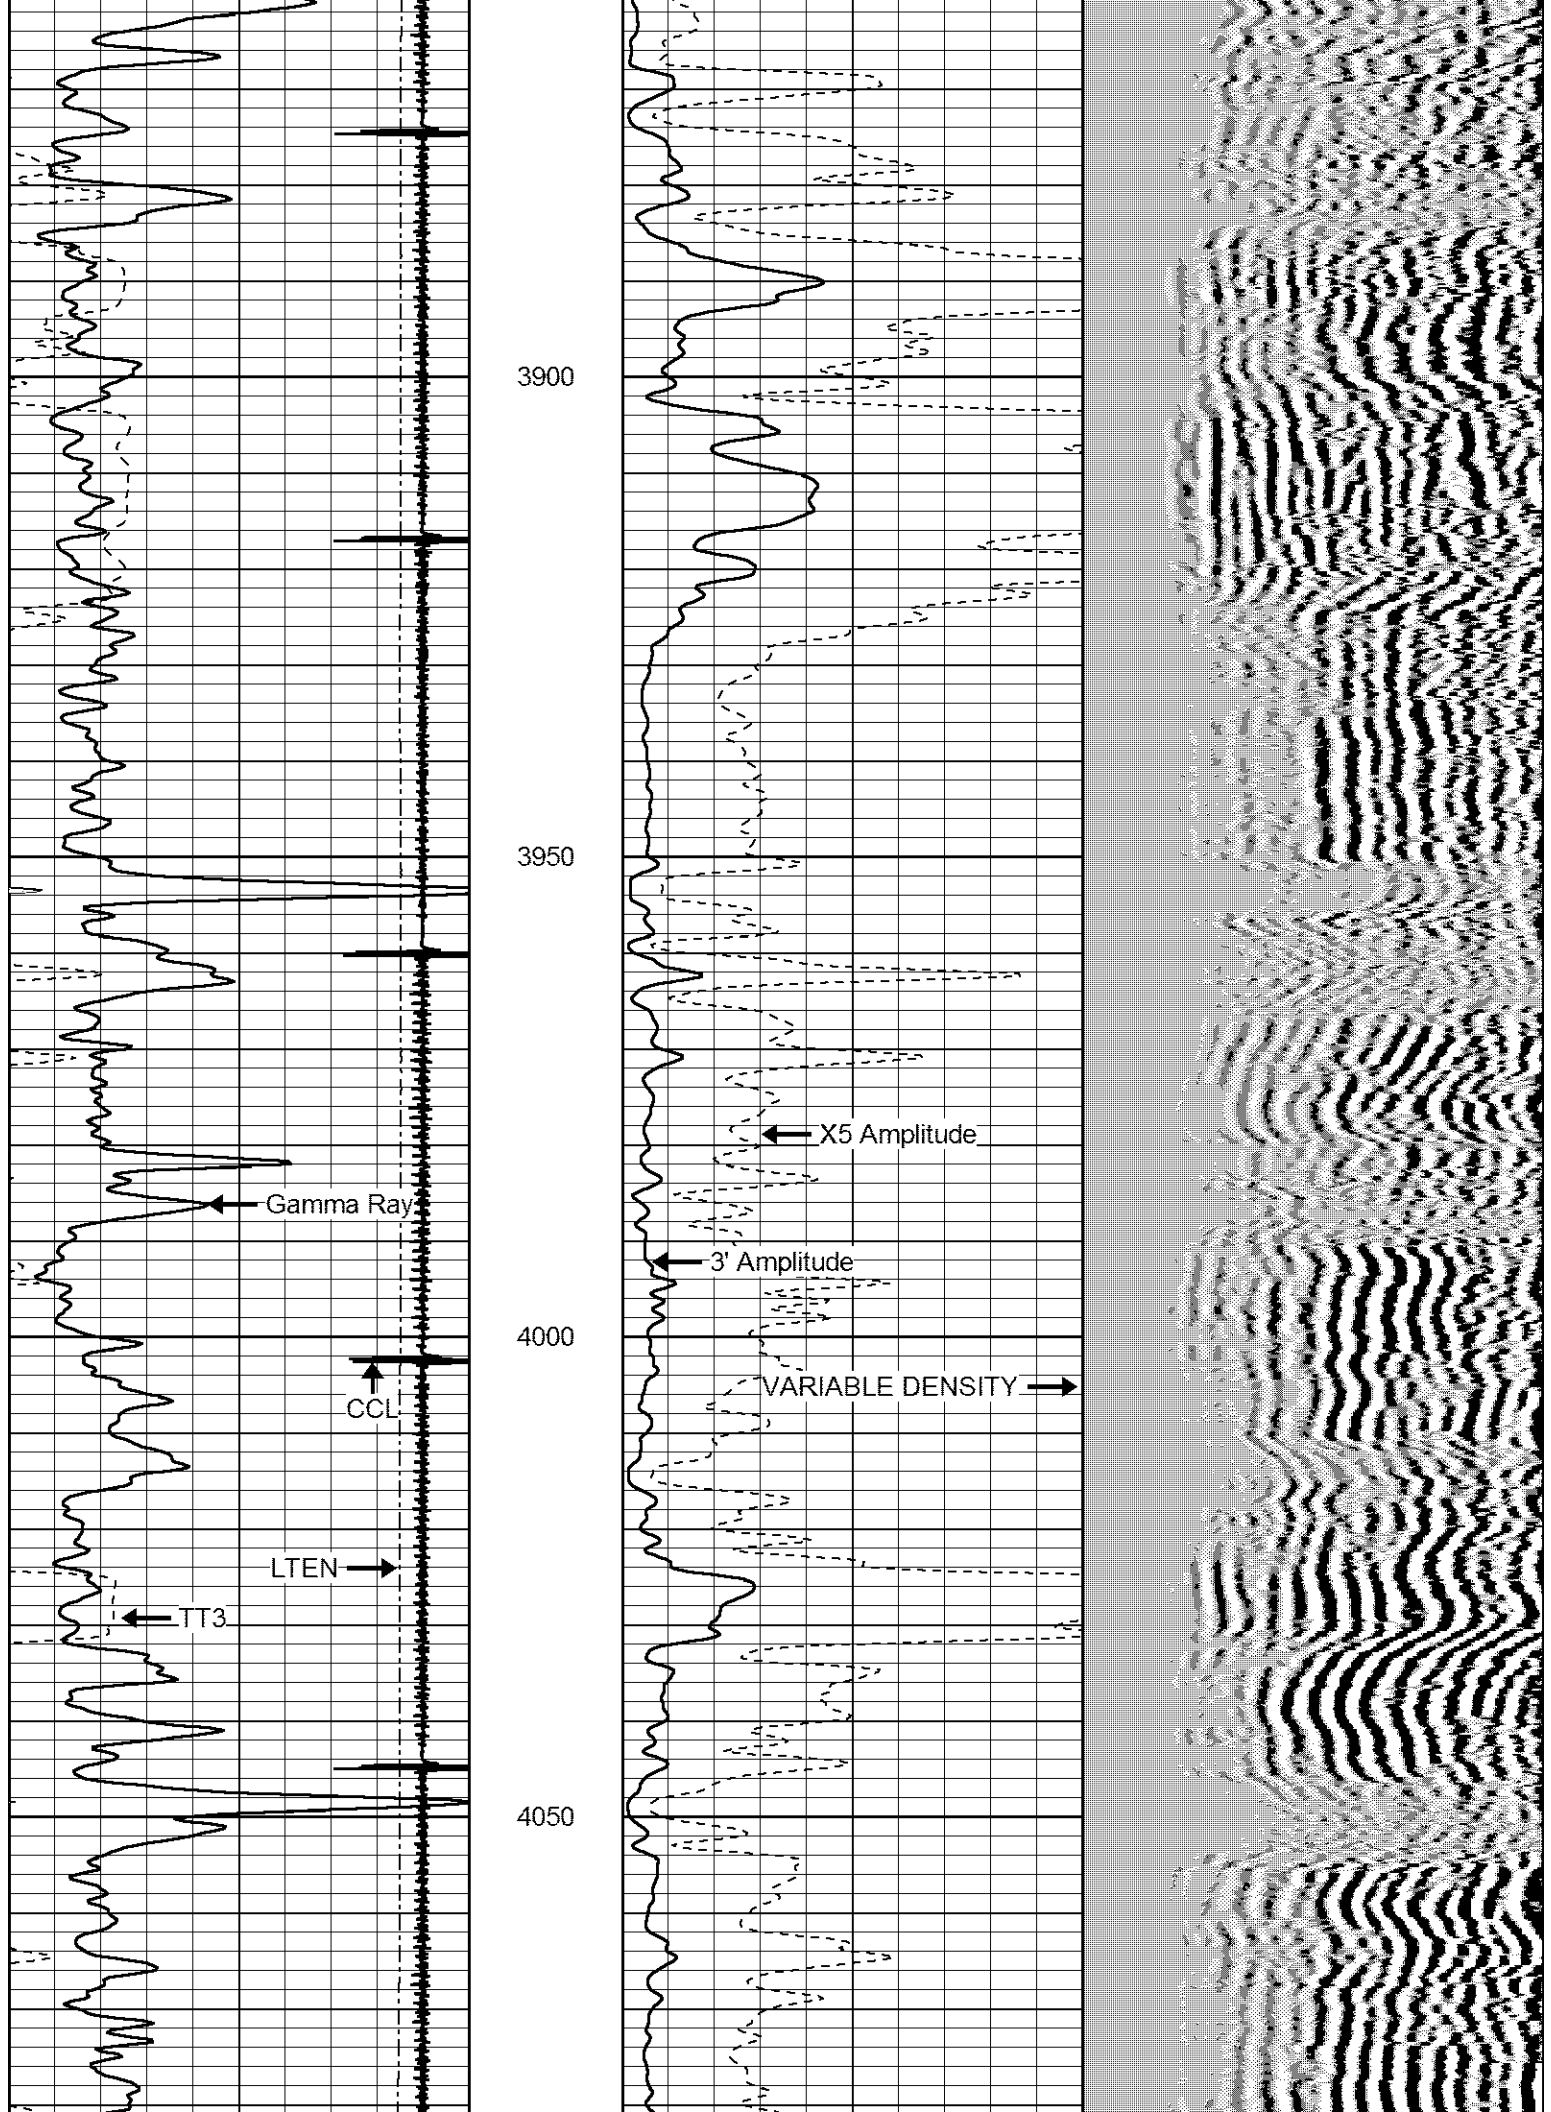 3900
3950
X5 Amplitude
Gamma Ray
3' Amplitude
4000
VARIABLE DENSITY
CCL
LTEN
TT3
4050